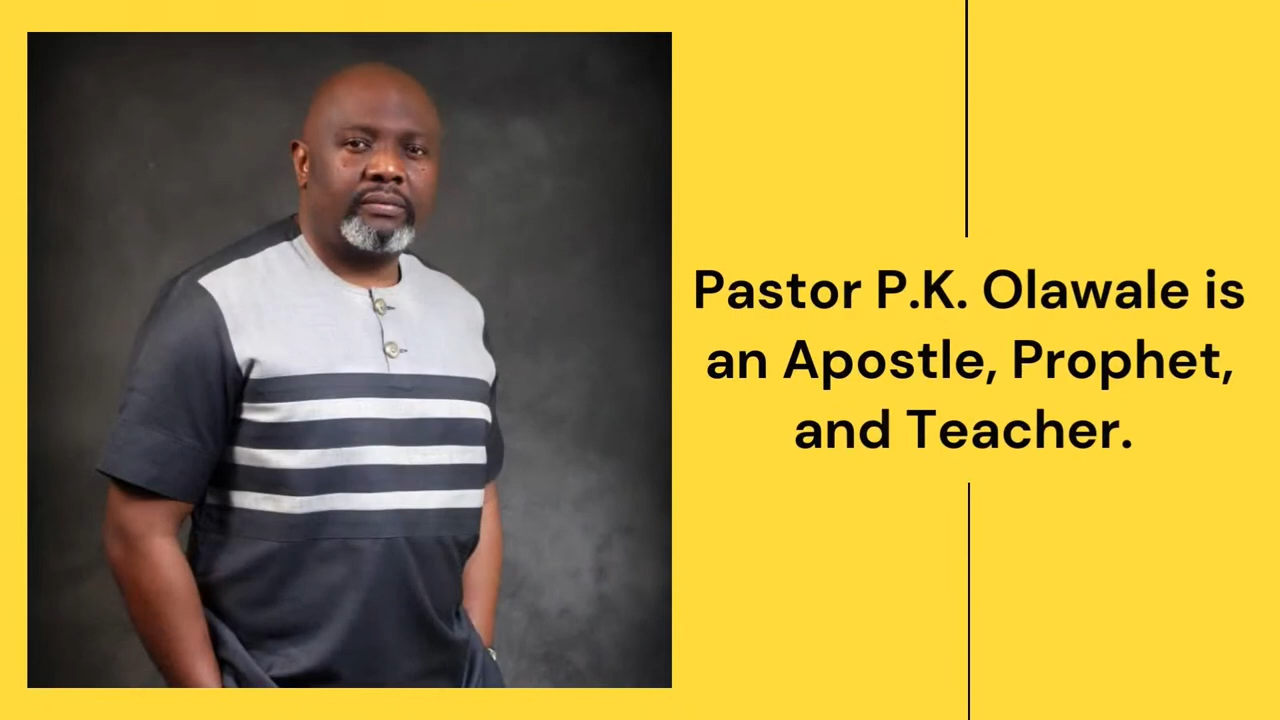 Pastor P.K. Olawale is
an Apostle, Prophet,
and Teacher.